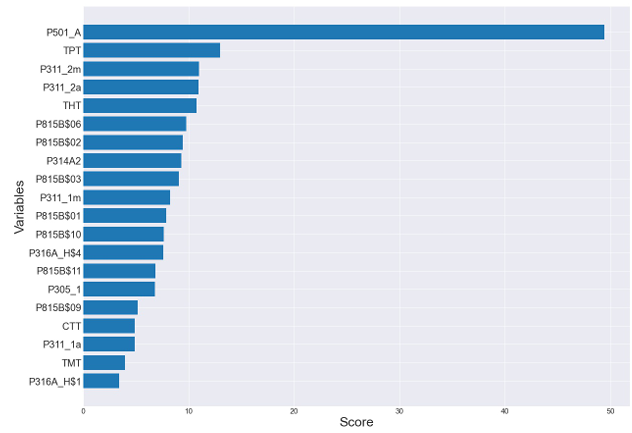 P501_A
TPT
P311_2m
P311_2a
THT
P815B$06
P815B$02
P314A2
P815B$03
P311_1m
P815B$01
P815B$10
P316A_H$4
P815B$11
P305_1
P815B$09
CTT
P311_1a
TMT
P316A_H$1
Variables
0 10 20 30 40 50
Score